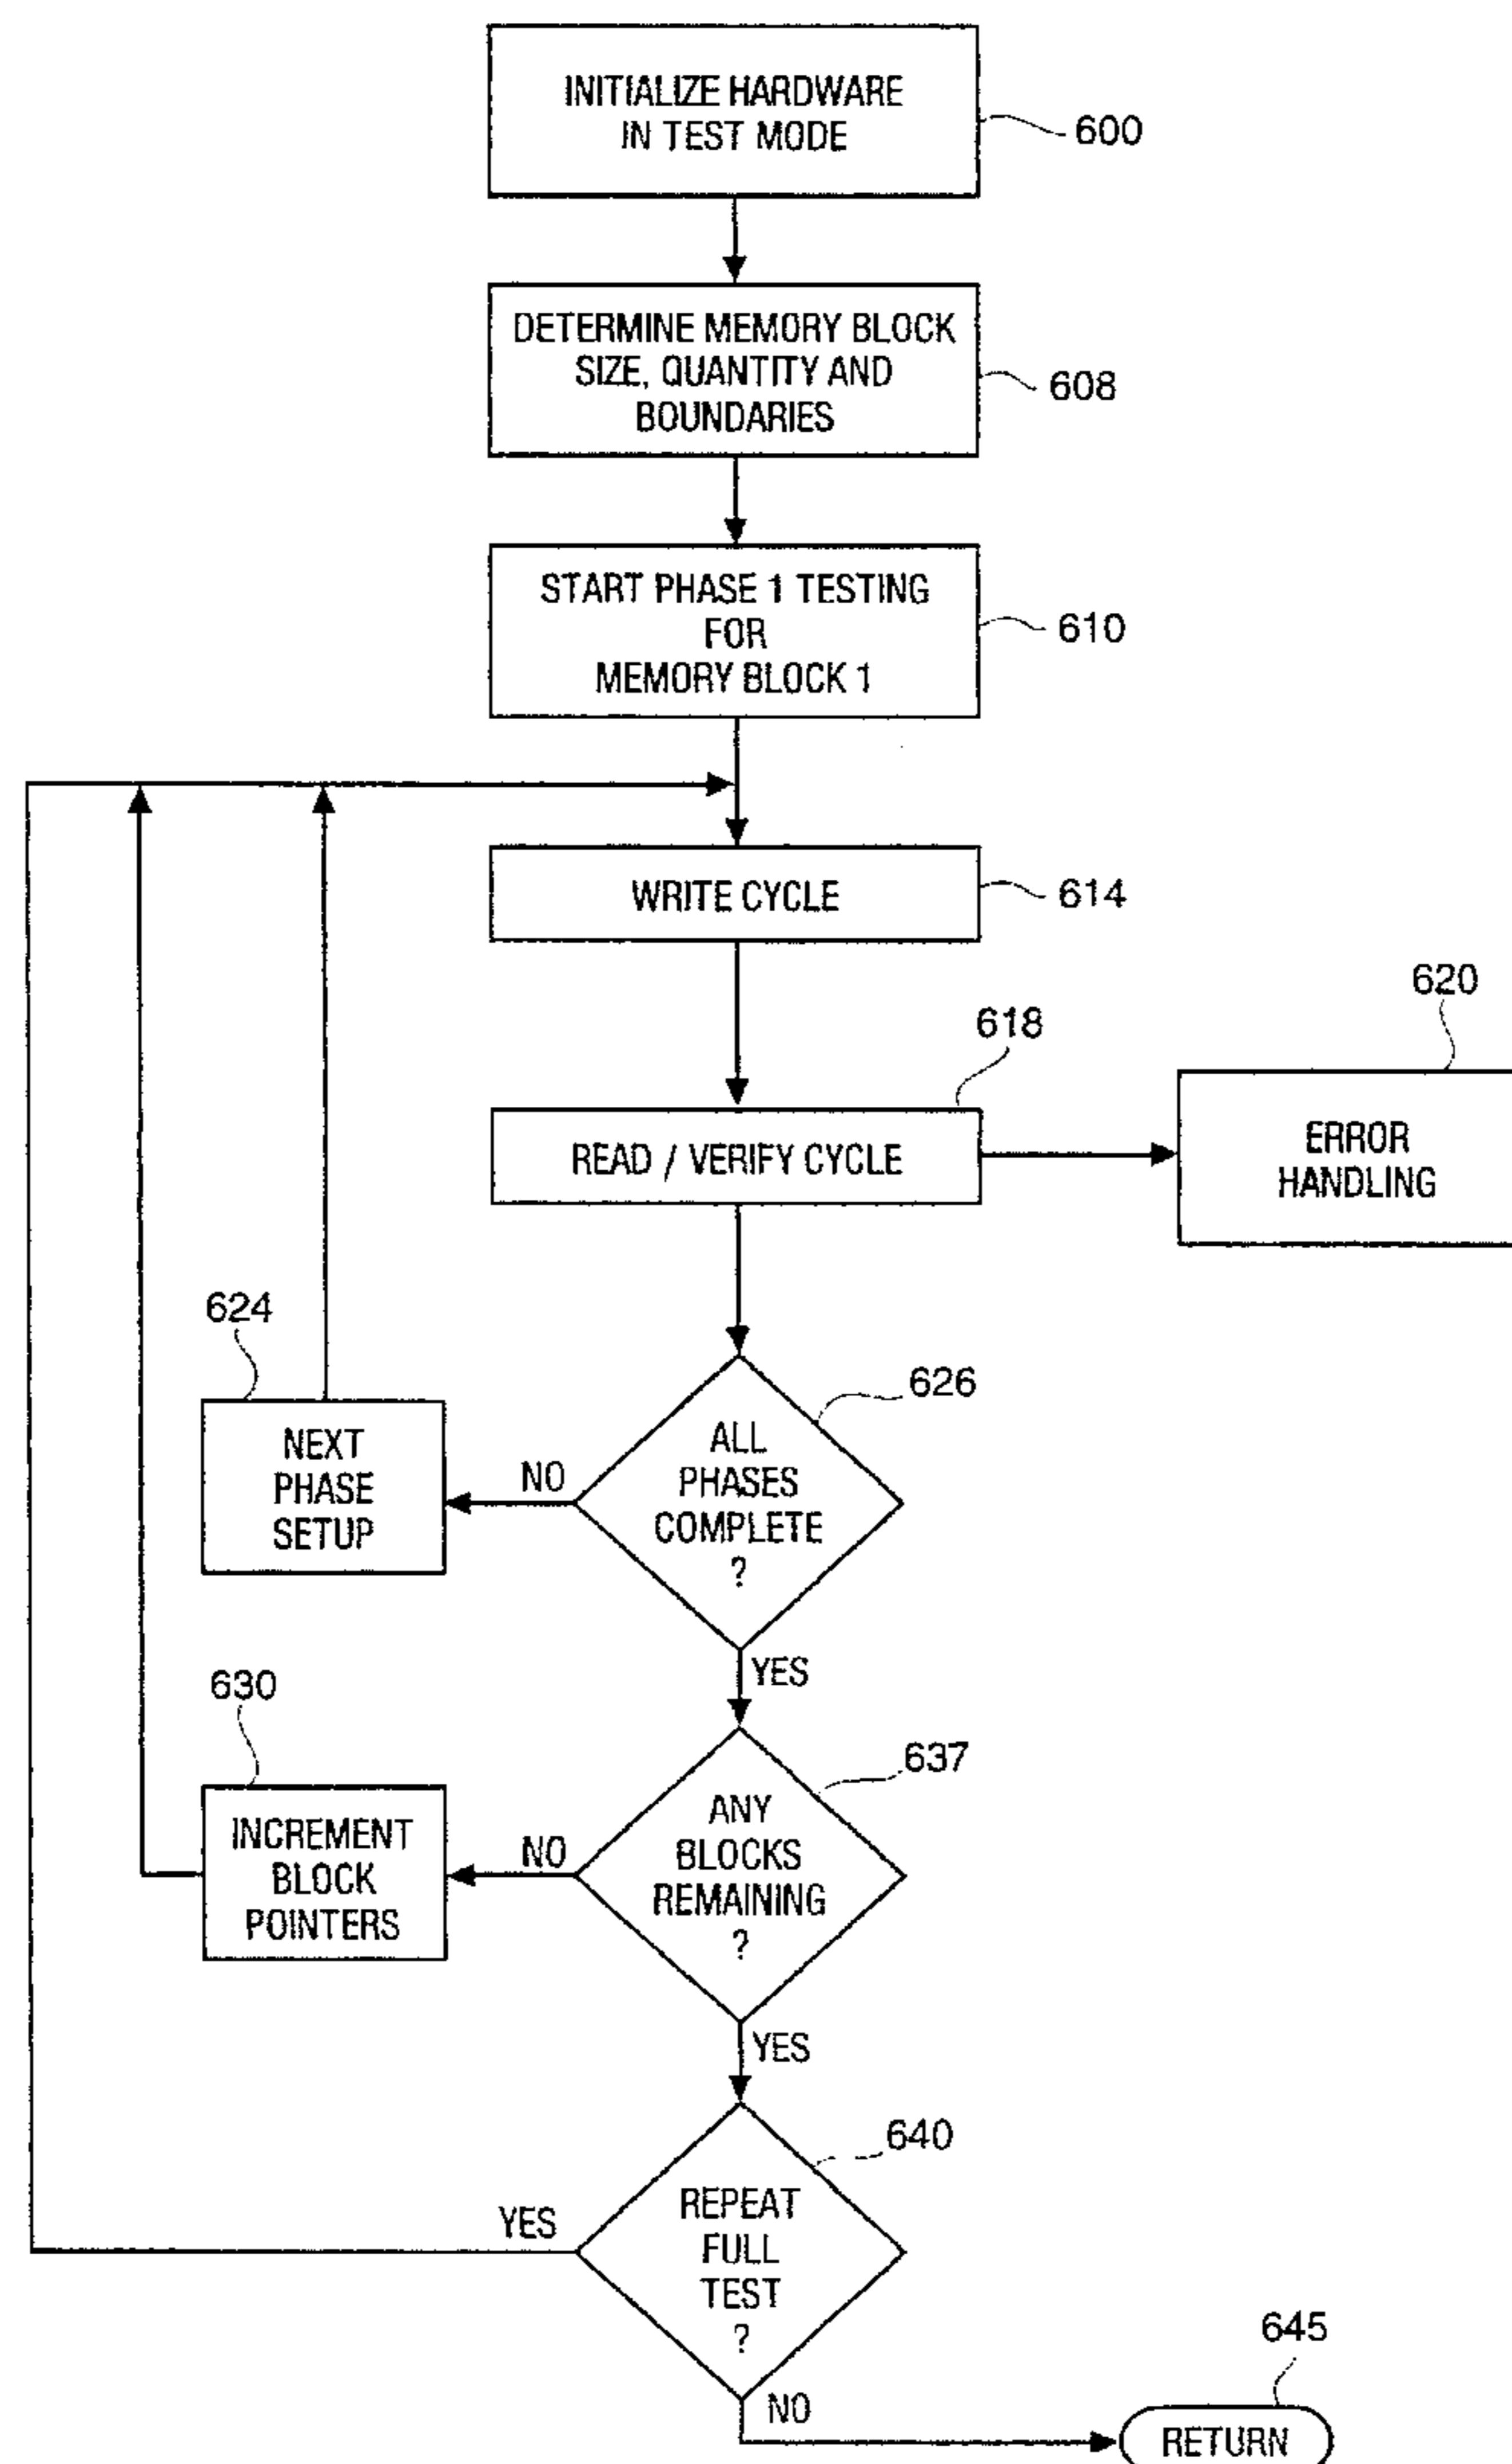 INITIALIZE HARDWARE
IN TEST MODE
600
DETERMINE MEMORY BLOCK
SIZE, QUANTITY AND
BOUNDARIES
608
START PHASE 1 TESTING
FOR
MEMORY BLOCK 1
610
WRITE CYCLE
614
618
READ / VERIFY CYCLE
620
ERROR
HANDLING
624
NEXT
PHASE
SETUP
NO
626
ALL
PHASES
COMPLETE
?
YES
630
INCREMENT
BLOCK
POINTERS
NO
637
ANY
BLOCKS
REMAINING
?
YES
640
REPEAT
FULL
TEST
?
YES
NO
645
RETURN